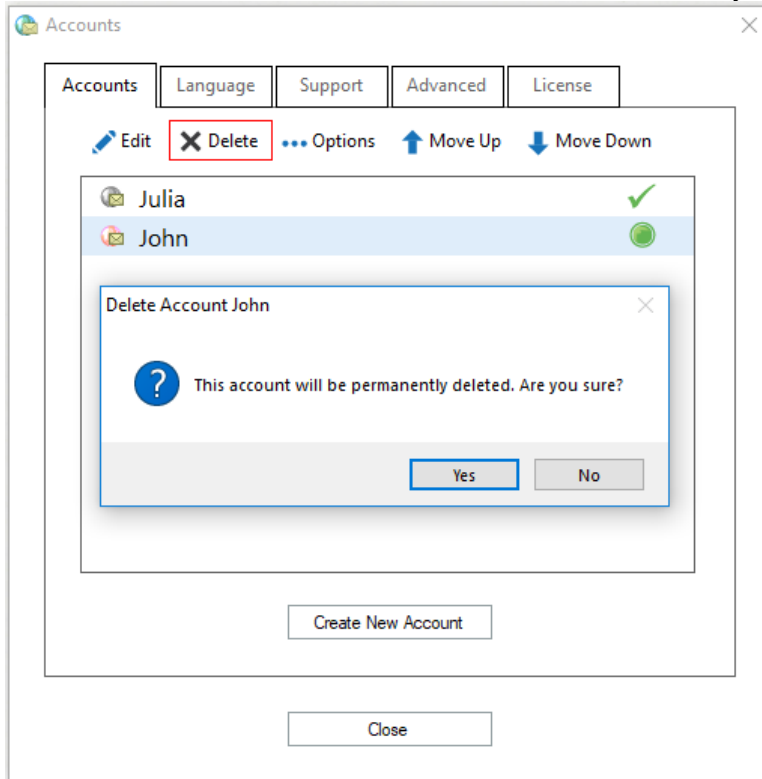 Accounts
Accounts Language Support Advanced License
Edit Delete Options Move Up Move Down
Julia
John
Delete Account John
This account will be permanently deleted. Are you sure?
Yes No
Create New Account
Close